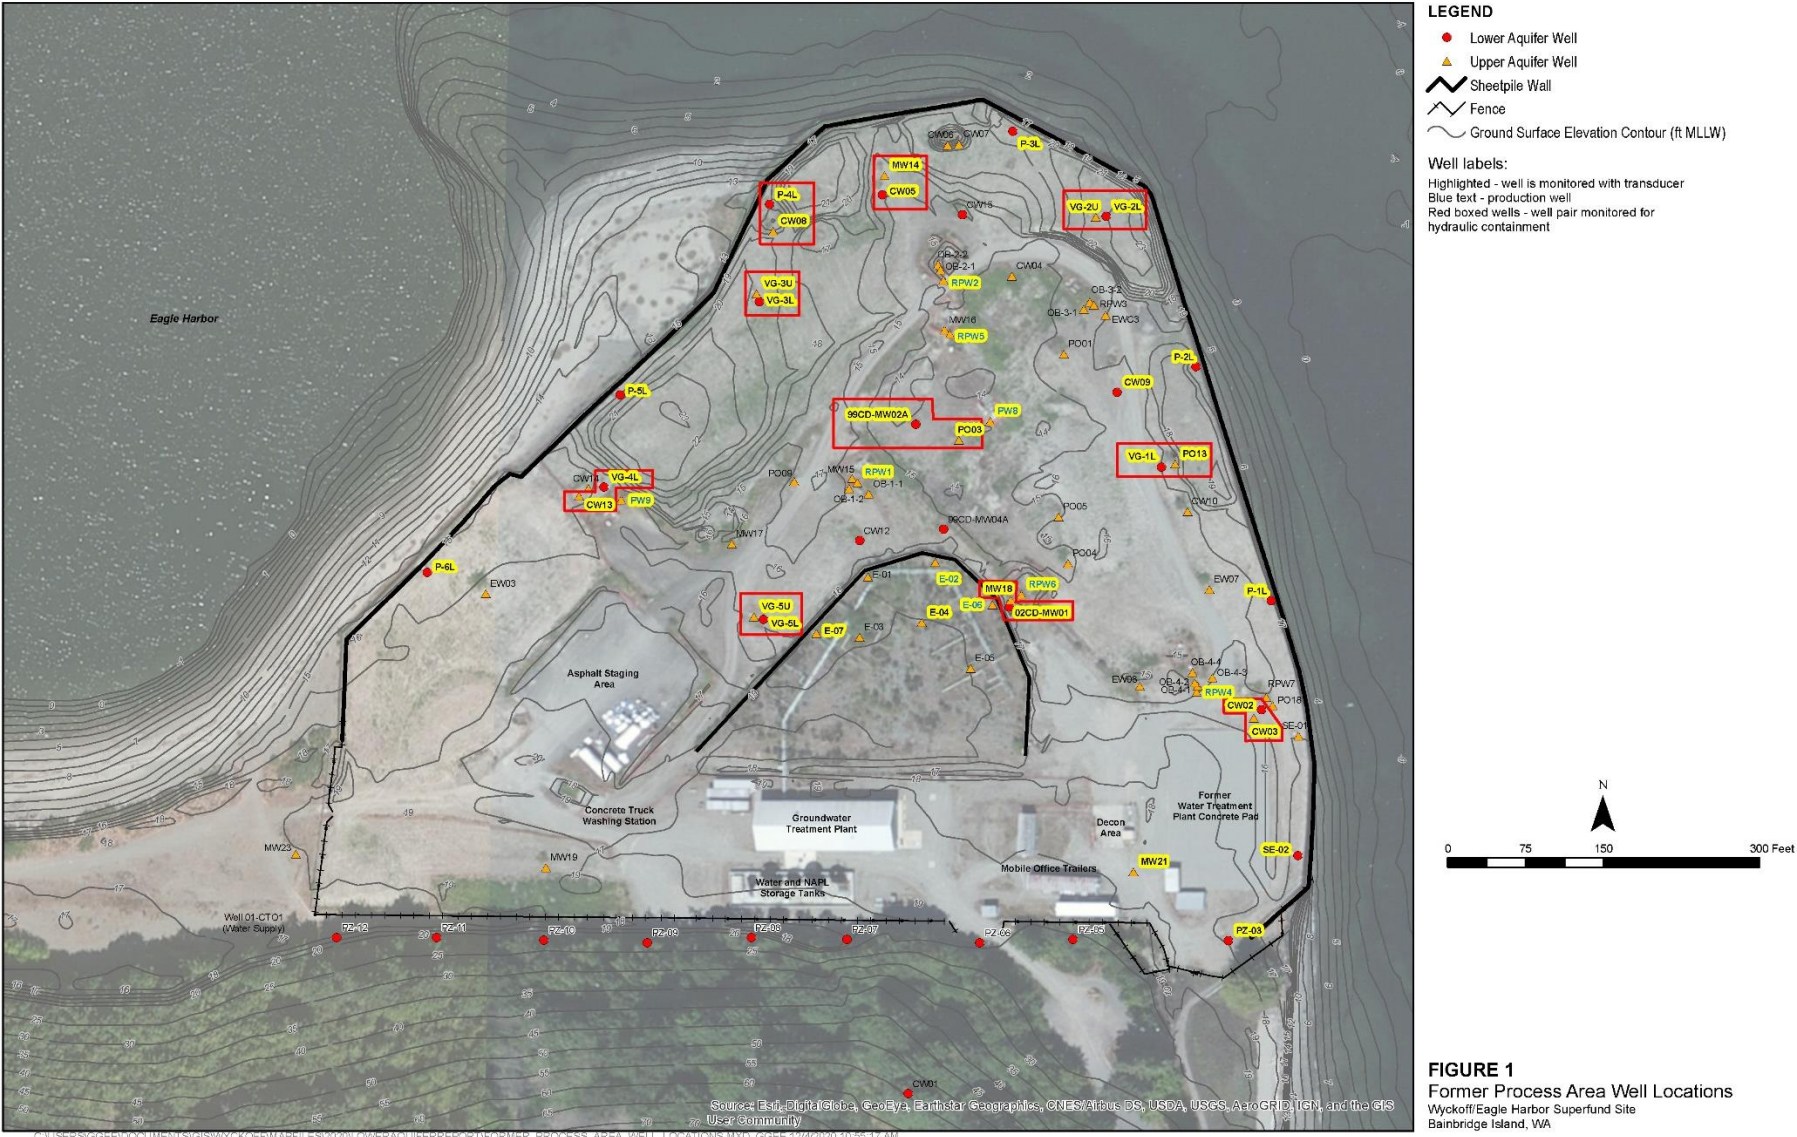 LEGEND
Lower Aquifer Well
Upper Aquifer Well
Sheetpile Wall
Fence
Ground Surface Elevation Contour (ft MLLW)
Well labels:
Highlighted - well is monitored with transducer
Blue text - production well
Red boxed wells - well pair monitored for
hydraulic containment
CW06 CW07
P-3L
MW14
CW05
P-4L
CW08
CW15
VG-2U VG-2L
OB-2-2
OB-2-1
RPW2
CW04
VG-3U
VG-3L
OB-3-2
RPW3
OB-3-1
EWC3
Eagle Harbor
MW16
RPW5
PO01
P-2L
P-5L
CW09
99CD-MW02A
PW8
PO03
VG-1L PO13
CW14
VG-4L
CW13
PW9
PO09
MW15
RPW1
OB-1-1
OB-1-2
CW10
PO05
99CD-MW04A
CW12
MW17
PO04
P-6L
EW03
E-01
E-02
MW18
RPW6
EW07
P-1L
VG-5U
VG-5L
E-06
02CD-MW01
E-04
E-07
E-03
E-05
Asphalt Staging
Area
OB-4-4
OB-4-3
EW06
OB-4-2
OB-4-1
RPW4
RPW7
CW02
PO18
CW03
SE-01
Concrete Truck
Washing Station
Groundwater
Treatment Plant
Decon
Area
Former
Water Treatment
Plant Concrete Pad
MW23
MW19
Mobile Office Trailers
MW21
SE-02
Water and NAPL
Storage Tanks
Well 01-CTO1
(Water Supply)
PZ-12
PZ-11
PZ-10
PZ-09
PZ-08
PZ-07
PZ-06
PZ-05
PZ-03
CW01
N
0 75 150 300 Feet
Source: Esri, DigitalGlobe, GeoEye, Earthstar Geographics, CNES/Airbus DS, USDA, USGS, AeroGRID, IGN, and the GIS
User Community
FIGURE 1
Former Process Area Well Locations
Wyckoff/Eagle Harbor Superfund Site
Bainbridge Island, WA